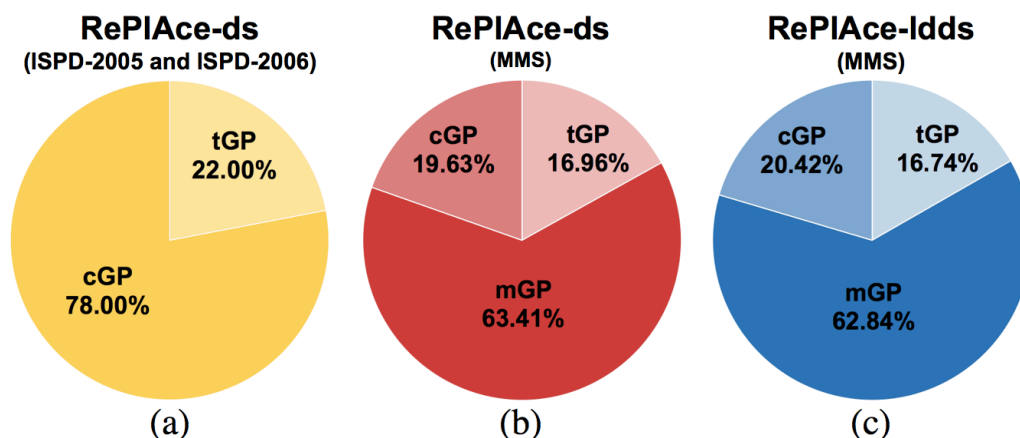 RePlAce-ds
(ISPD-2005 and ISPD-2006)
tGP
22.00%
cGP
78.00%
(a)
RePlAce-ds
(MMS)
cGP
19.63%
tGP
16.96%
mGP
63.41%
(b)
RePlAce-ldds
(MMS)
cGP
20.42%
tGP
16.74%
mGP
62.84%
(c)